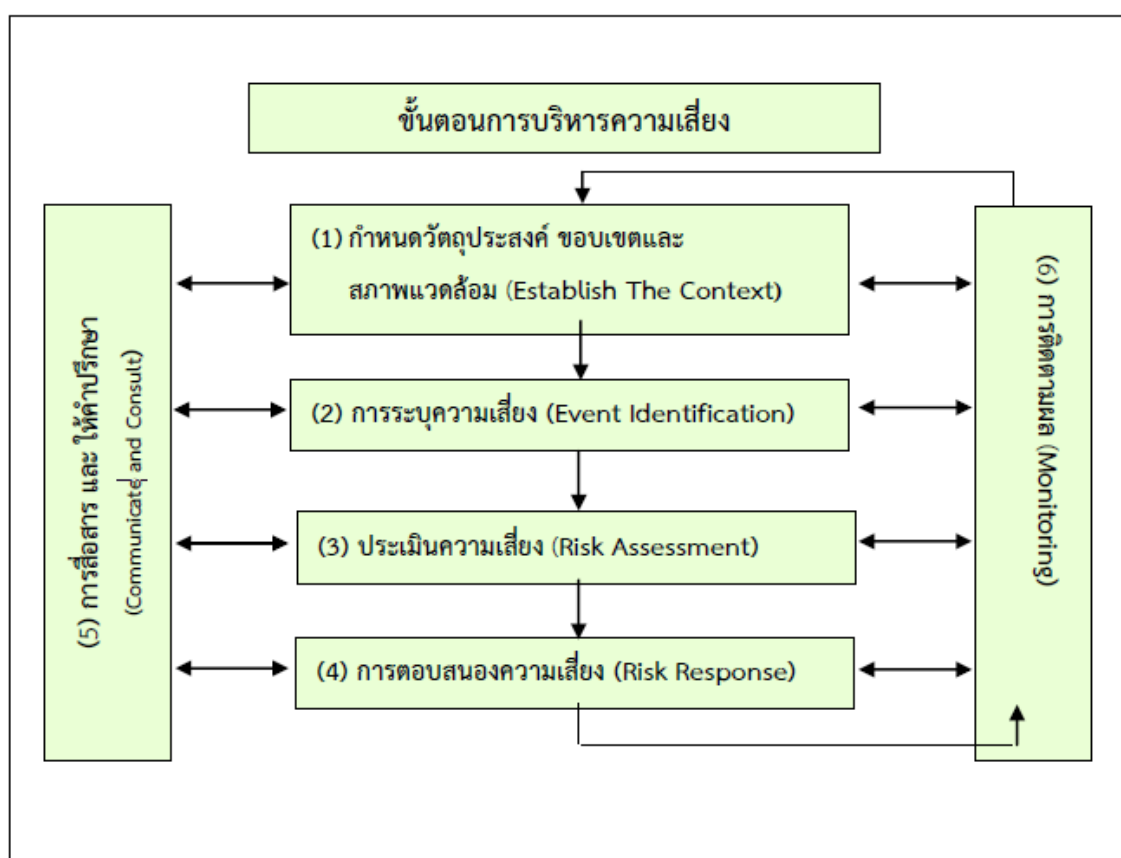 ขั้นตอนการบริหารความเสี่ยง
(1) กำหนดวัตถุประสงค์ ขอบเขตและ
สภาพแวดล้อม (Establish The Context)
(2) การระบุความเสี่ยง (Event Identification)
(3) ประเมินความเสี่ยง (Risk Assessment)
(4) การตอบสนองความเสี่ยง (Risk Response)
(5) การสื่อสาร และ ให้คำปรึกษา
(Communicate and Consult)
(6) การติดตามผล (Monitoring)